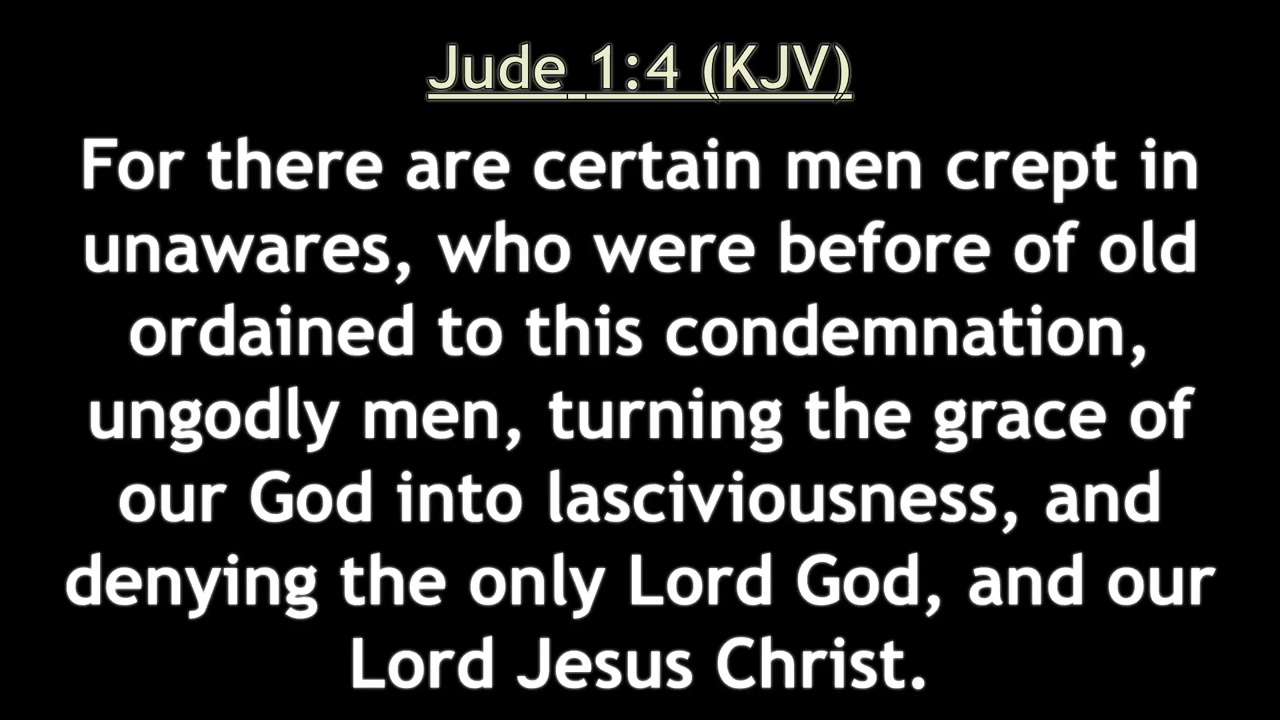 Jude 1:4 (KJV)
For there are certain men crept in
unawares, who were before of old
ordained to this condemnation,
ungodly men, turning the grace of
our God into lasciviousness, and
denying the only Lord God, and our
Lord Jesus Christ.